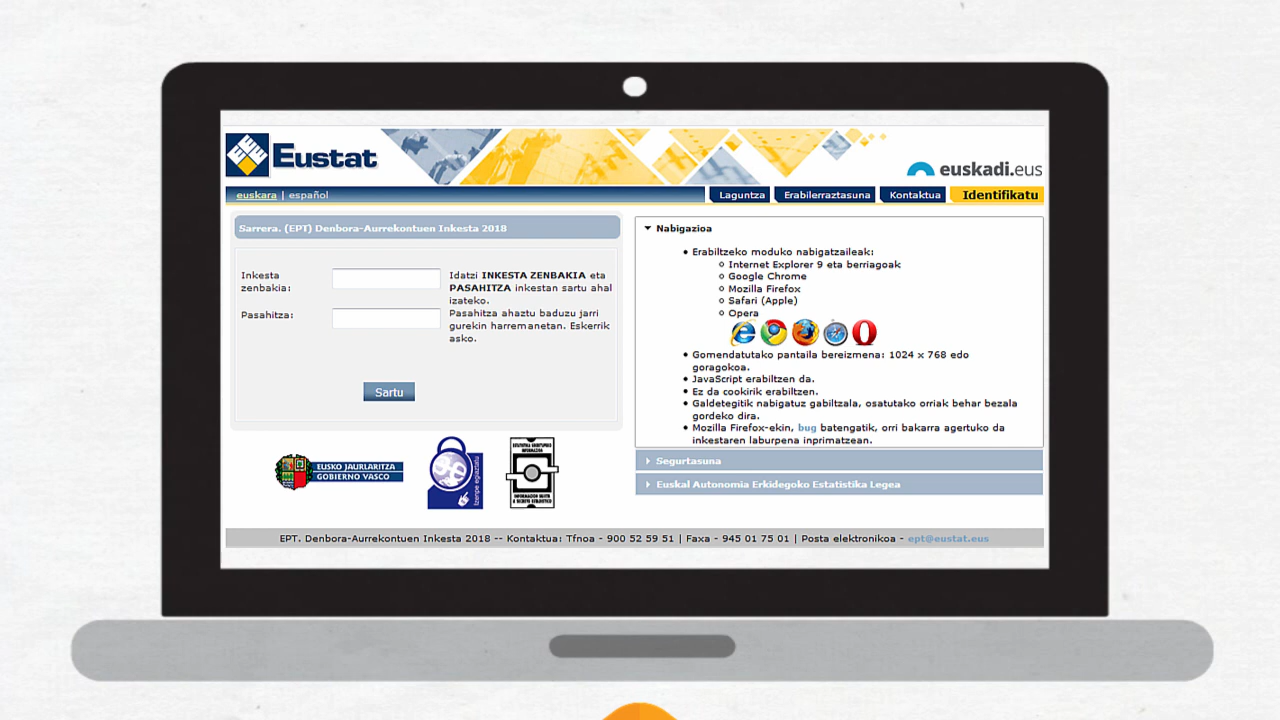 Eustat
euskadi.eus
euskara | español
Laguntza
Erabilerraztasuna
Kontaktua
Identifikatu
Sarrera. (EPT) Denbora-Aurrekontuen Inkesta 2018
Inkesta
zenbakia:
Idatzi INKESTA ZENBAKIA eta
PASAHITZA inkestan sartu ahal
izateko.
Pasahitza:
Pasahitza ahaztu baduzu jarri
gurekin harremanetan. Eskerrik
asko.
Sartu
EUSKO JAURLARITZA
GOBIERNO VASCO
Izenpe egiaztatu
INFORMACION SUJETA
A SECRETO ESTADISTICO
Nabigazioa
Erabiltzeko moduko nabigatzaileak:
Internet Explorer 9 eta berriagoak
Google Chrome
Mozilla Firefox
Safari (Apple)
Opera
Gomendatutako pantaila bereizmena: 1024 x 768 edo
goragokoa.
JavaScript erabiltzen da.
Ez da cookirik erabiltzen.
Galdetegitik nabigatuz gabiltzala, osatutako orriak behar bezala
gordeko dira.
Mozilla Firefox-ekin, bug batengatik, orri bakarra agertuko da
inkestaren laburpena inprimatzean.
Segurtasuna
Euskal Autonomia Erkidegoko Estatistika Legea
EPT. Denbora-Aurrekontuen Inkesta 2018 -- Kontaktua: Tfnoa - 900 52 59 51 | Faxa - 945 01 75 01 | Posta elektronikoa - ept@eustat.eus